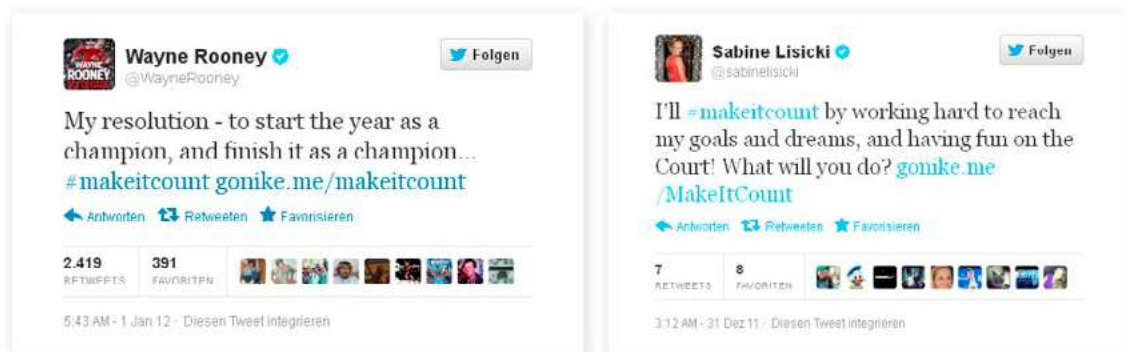 Wayne Rooney
@WayneRooney
Folgen
My resolution - to start the year as a
champion, and finish it as a champion...
#makeitcount gonike.me/makeitcount
Antworten Retweeten Favorisieren
2.419 391
RETWEETS FAVORITEN
5:43 AM - 1 Jan 12 · Diesen Tweet integrieren
Sabine Lisicki
@sabinelisicki
Folgen
I'll #makeitcount by working hard to reach
my goals and dreams, and having fun on the
Court! What will you do? gonike.me
/MakeItCount
Antworten Retweeten Favorisieren
7 8
RETWEETS FAVORITEN
3:12 AM - 31 Dez 11 · Diesen Tweet integrieren